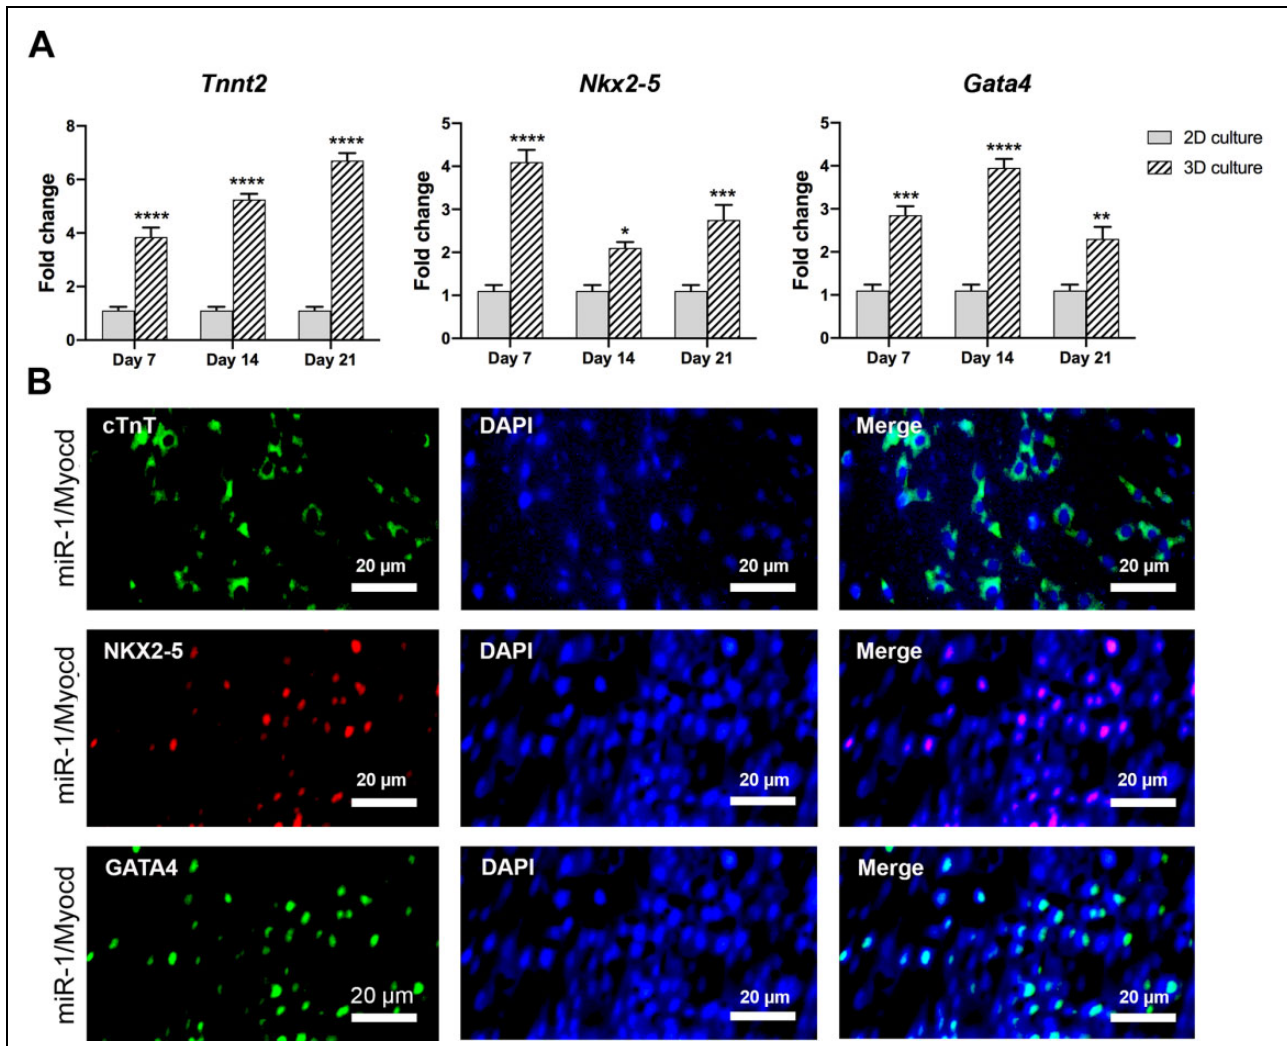 A
Tnnt2
Nkx2-5
Gata4
Fold change
8
6
4
2
0
****
****
****
Day 7
Day 14
Day 21
Fold change
5
4
3
2
1
0
****
*
***
Day 7
Day 14
Day 21
Fold change
5
4
3
2
1
0
***
****
**
Day 7
Day 14
Day 21
2D culture
3D culture
B
miR-1/Myocd
cTnT
20 µm
DAPI
20 µm
Merge
20 µm
miR-1/Myocd
NKX2-5
20 µm
DAPI
20 µm
Merge
20 µm
miR-1/Myocd
GATA4
20 µm
DAPI
20 µm
Merge
20 µm